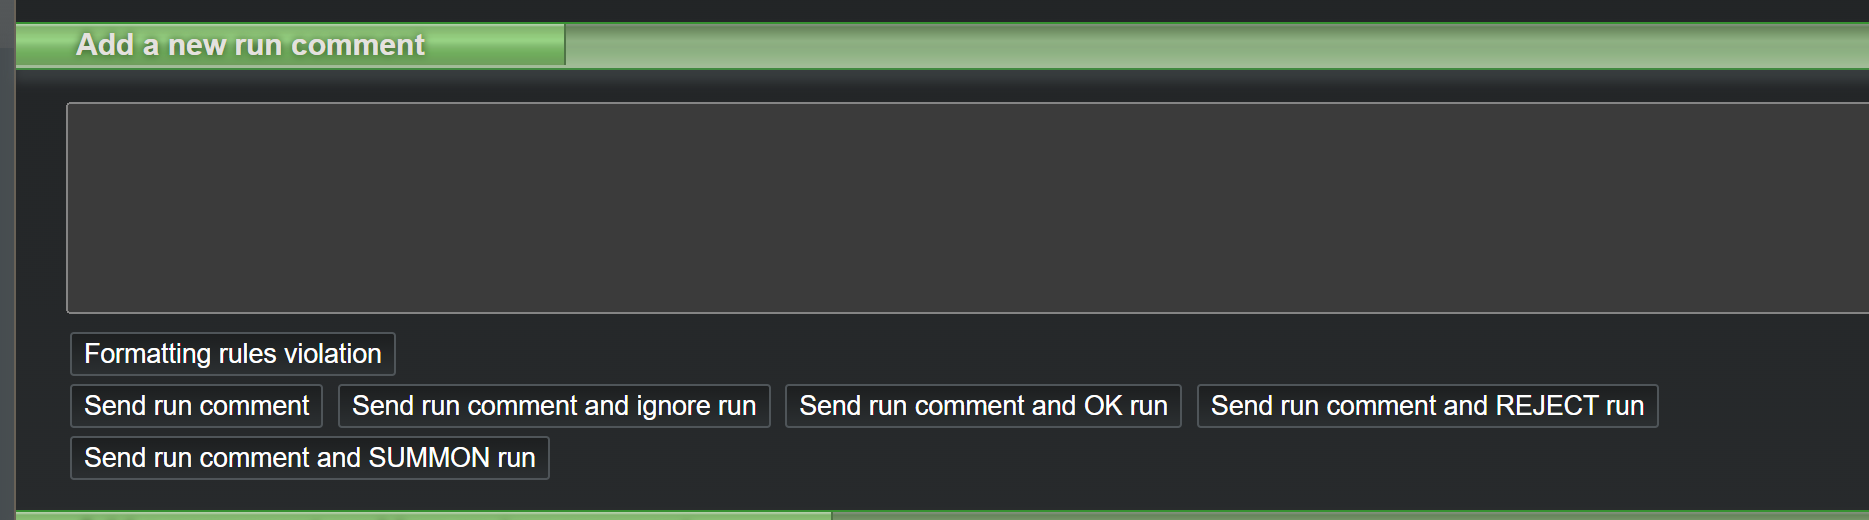 Add a new run comment
Formatting rules violation
Send run comment Send run comment and ignore run Send run comment and OK run Send run comment and REJECT run
Send run comment and SUMMON run